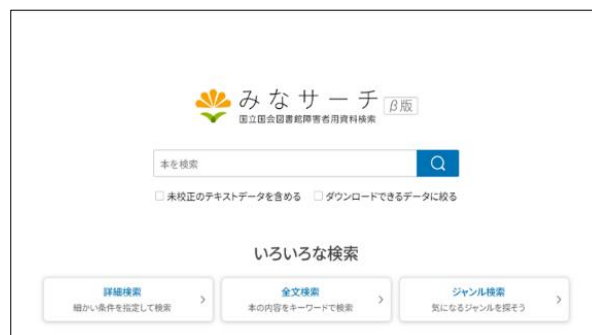 みなサーチ β版
国立国会図書館障害者用資料検索
本を検索
未校正のテキストデータを含める ダウンロードできるデータに絞る
いろいろな検索
詳細検索 全文検索 ジャンル検索
細かい条件を指定して検索 本の内容をキーワードで検索 気になるジャンルを探そう